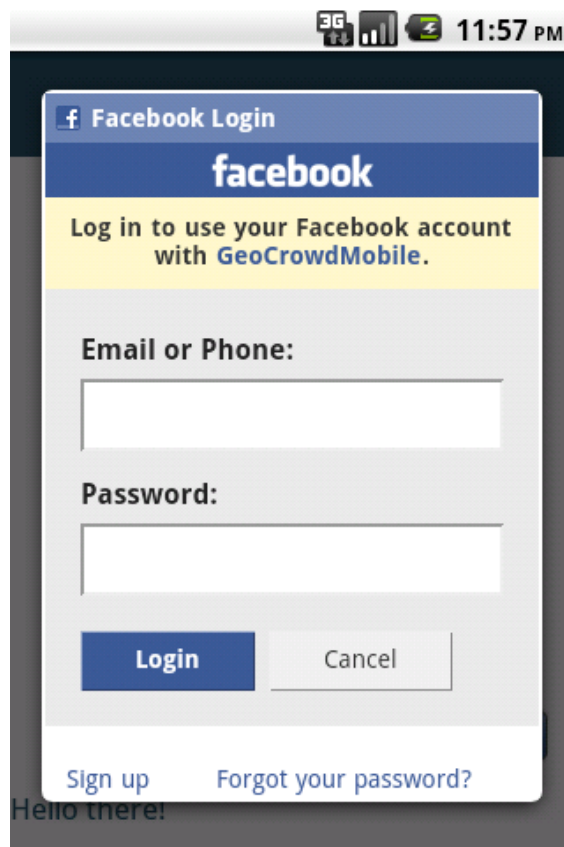 3G 11:57 PM
f Facebook Login
facebook
Log in to use your Facebook account
with GeoCrowdMobile.
Email or Phone:
Password:
Login Cancel
Sign up Forgot your password?
Hello there!